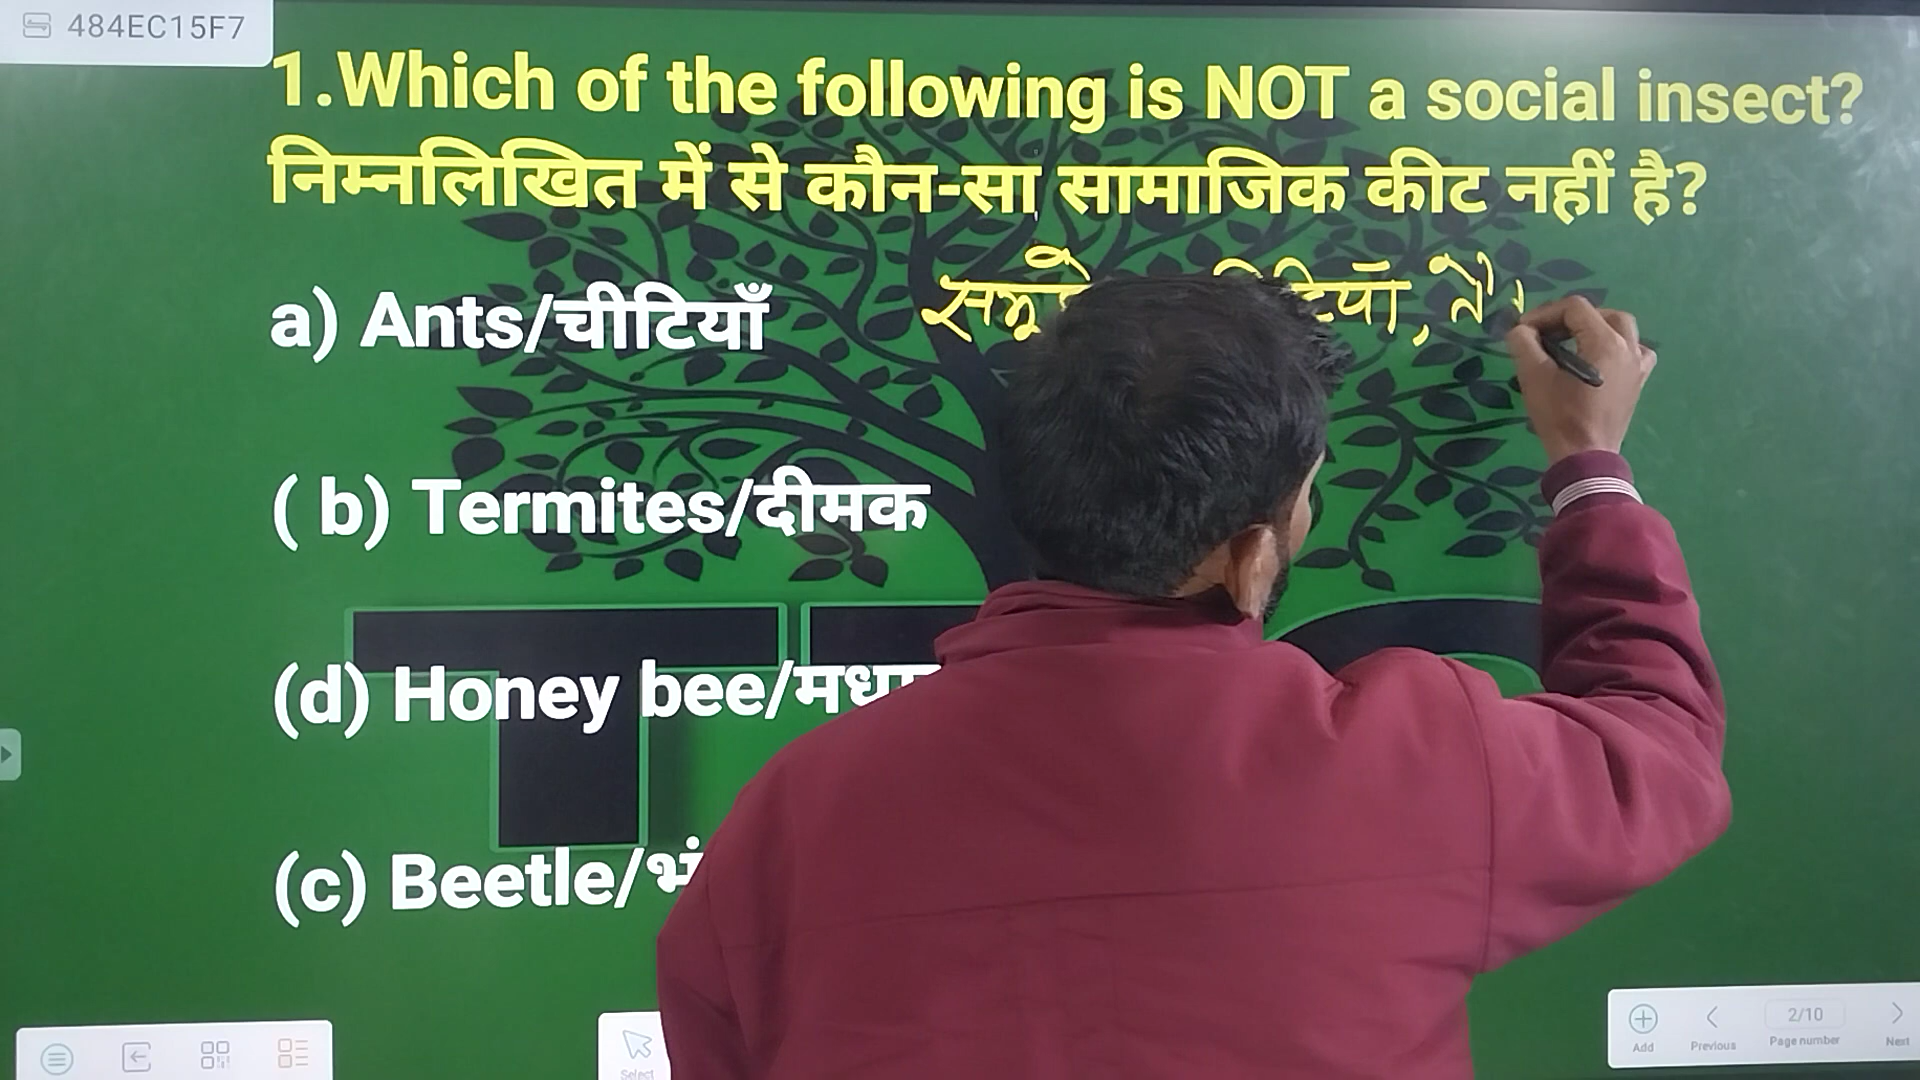 484EC15F7
1.Which of the following is NOT a social insect?
निम्नलिखित में से कौन-सा सामाजिक कीट नहीं है?
a) Ants/चीटियाँ
( b) Termites/दीमक
(d) Honey bee/
(c) Beetle/
Select
Add
Previous
2/10
Page number
Next